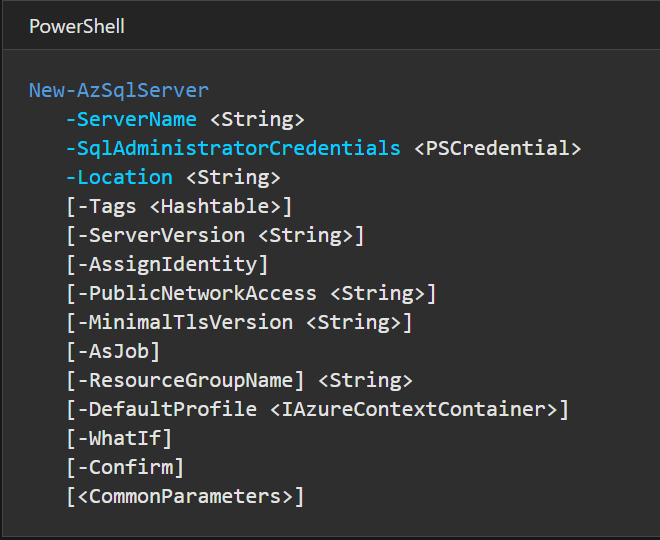 PowerShell
New-AzSqlServer
-ServerName <String>
-SqlAdministratorCredentials <PSCredential>
-Location <String>
[-Tags <Hashtable>]
[-ServerVersion <String>]
[-AssignIdentity]
[-PublicNetworkAccess <String>]
[-MinimalTlsVersion <String>]
[-AsJob]
[-ResourceGroupName] <String>
[-DefaultProfile <IAzureContextContainer>]
[-WhatIf]
[-Confirm]
[<CommonParameters>]